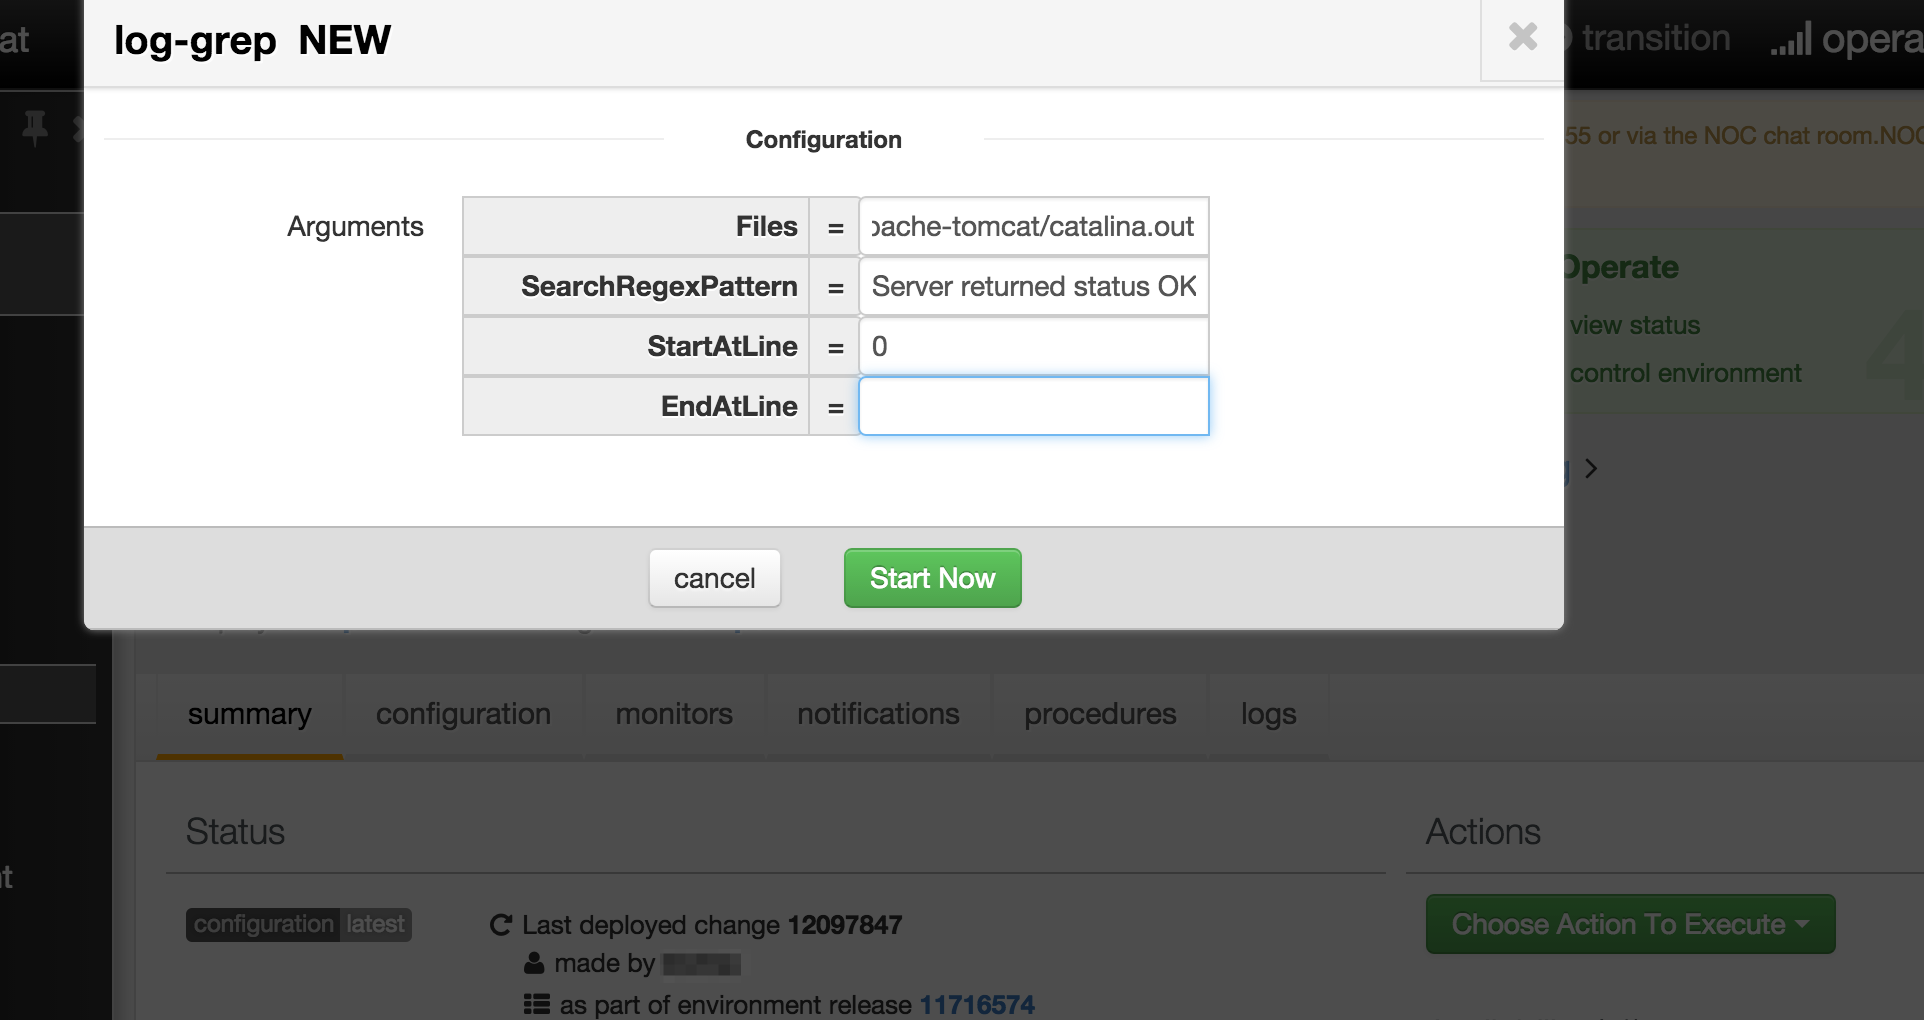 log-grep NEW
at
transition
opera
55 or via the NOC chat room.NOC
Configuration
Arguments
Files = pache-tomcat/catalina.out
SearchRegexPattern = Server returned status OK
StartAtLine = 0
EndAtLine =
Operate
view status
control environment
cancel
Start Now
summary
configuration
monitors
notifications
procedures
logs
Status
Actions
nt
configuration latest
Last deployed change 12097847
made by
as part of environment release 11716574
Choose Action To Execute